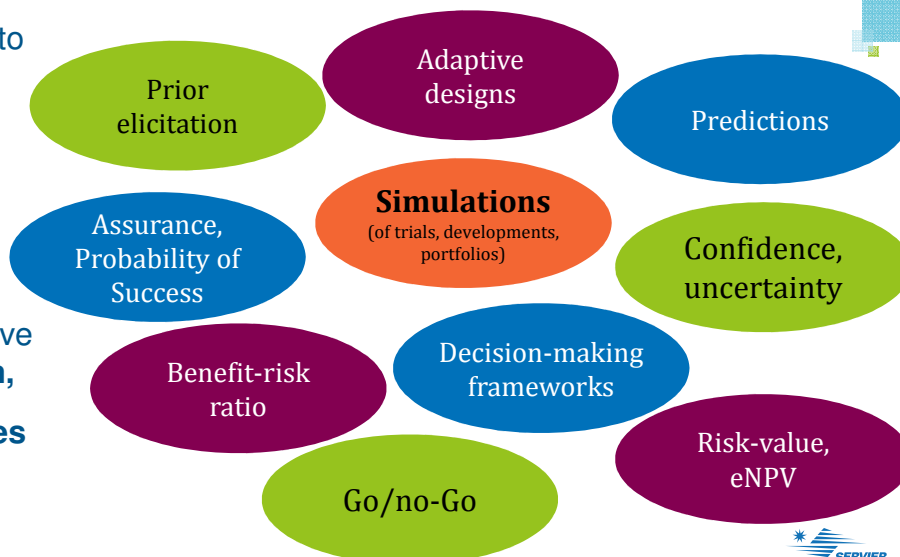 to
Prior
elicitation
Adaptive
designs
Predictions
Simulations
(of trials, developments,
portfolios)
Assurance,
Probability of
Success
Confidence,
uncertainty
ve
,
es
Benefit-risk
ratio
Decision-making
frameworks
Risk-value,
eNPV
Go/no-Go
SERVIER